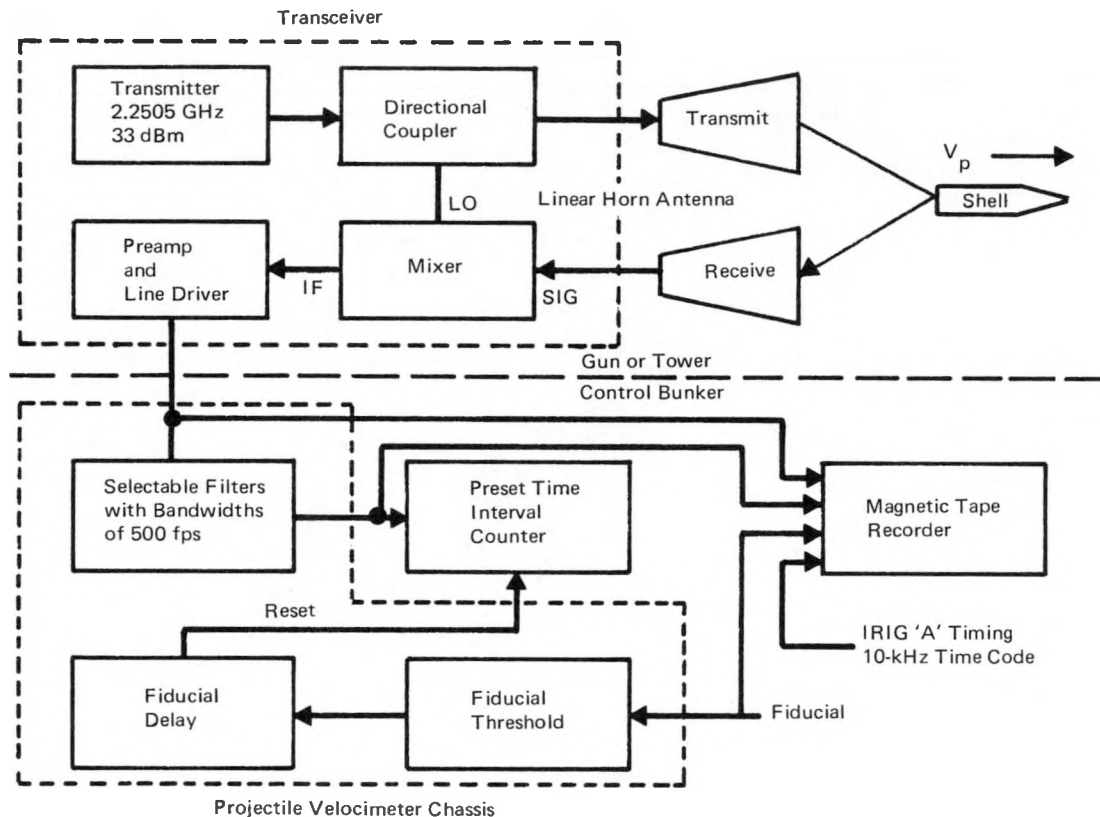 Transceiver
Transmitter
2.2505 GHz
33 dBm
Directional
Coupler
Transmit
V_p
Shell
LO
Linear Horn Antenna
Preamp
and
Line Driver
IF
Mixer
SIG
Receive
Gun or Tower
Control Bunker
Selectable Filters
with Bandwidths
of 500 fps
Preset Time
Interval
Counter
Magnetic Tape
Recorder
Reset
IRIG 'A' Timing
10-kHz Time Code
Fiducial
Delay
Fiducial
Threshold
Fiducial
Projectile Velocimeter Chassis